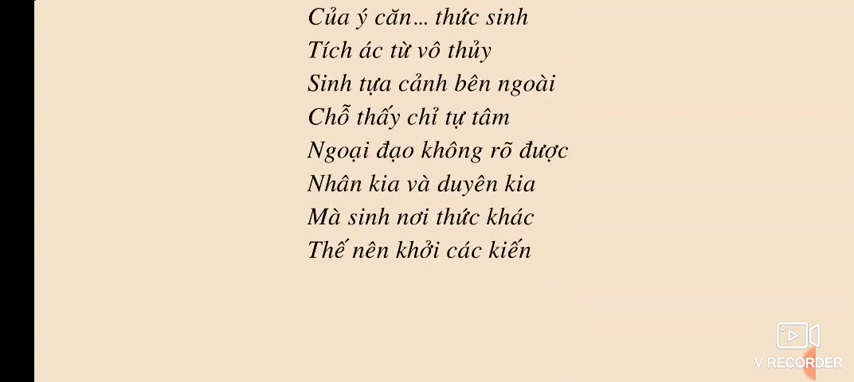 Của ý căn... thức sinh
Tích ác từ vô thủy
Sinh tựa cảnh bên ngoài
Chỗ thấy chỉ tự tâm
Ngoại đạo không rõ được
Nhân kia và duyên kia
Mà sinh nơi thức khác
Thế nên khởi các kiến
V RECORDER